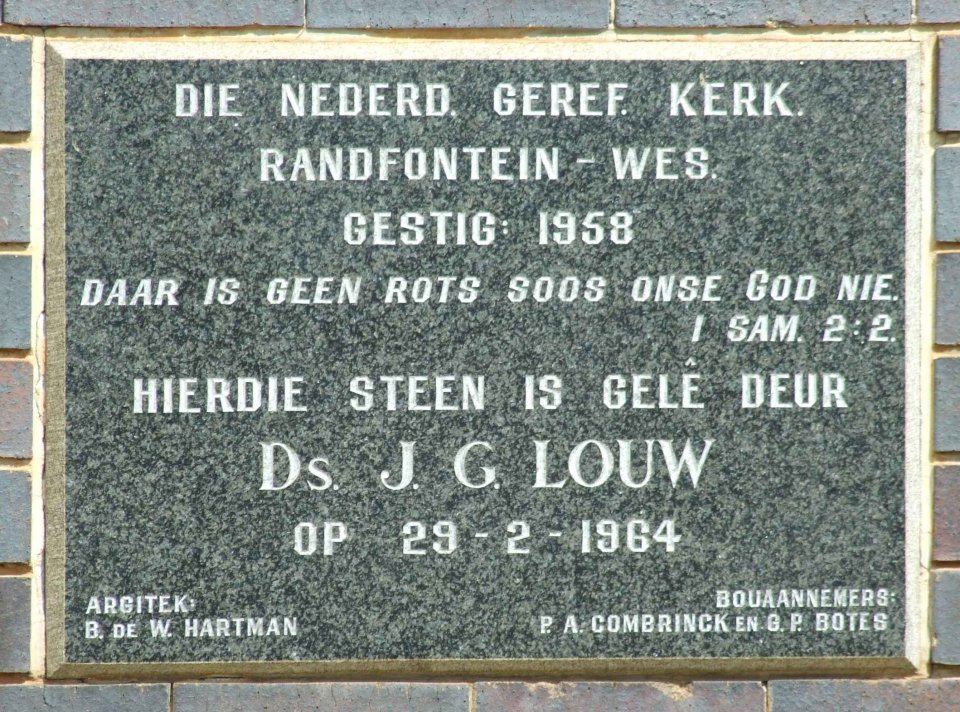 DIE NEDERD. GEREF. KERK.
RANDFONTEIN - WES.
GESTIG: 1958
DAAR IS GEEN ROTS SOOS ONSE GOD NIE.
I SAM. 2:2.
HIERDIE STEEN IS GELÊ DEUR
DS. J. G. LOUW
OP 29 - 2 - 1964
ARGITEK:
B. DE W. HARTMAN
BOUAANNEMERS:
P. A. COMBRINCK EN G. P. BOTES